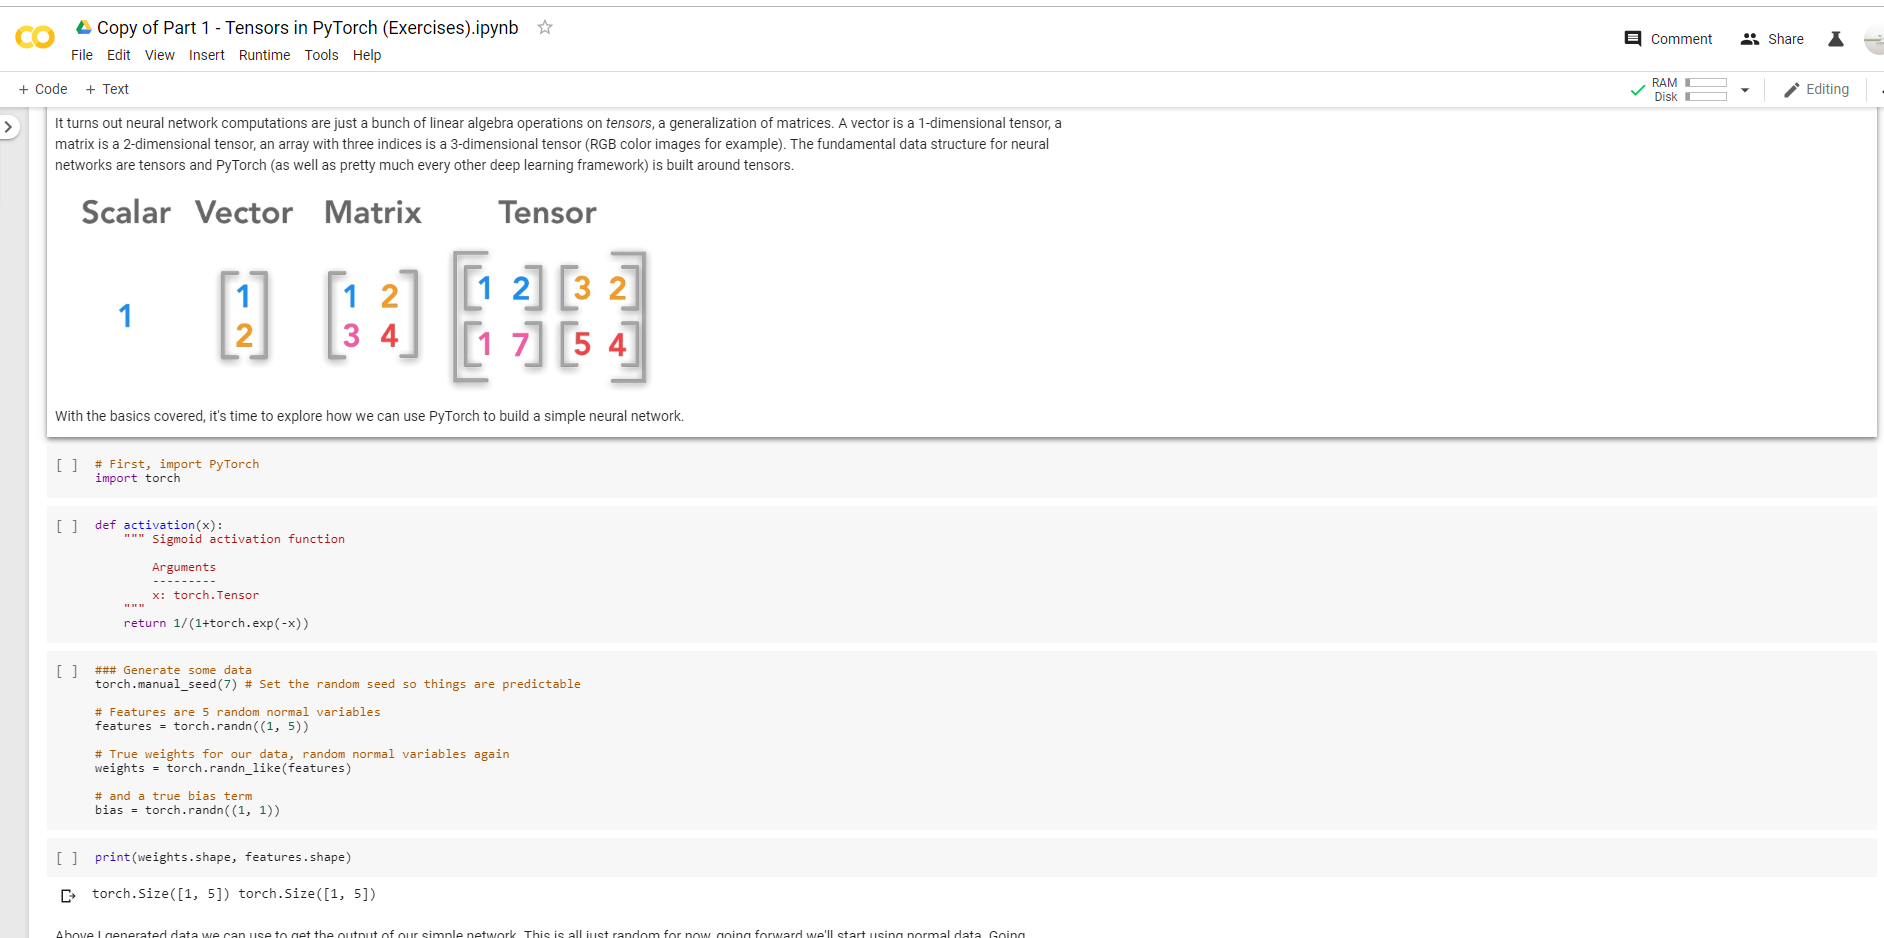 Copy of Part 1 - Tensors in PyTorch (Exercises).ipynb
File Edit View Insert Runtime Tools Help
Comment Share
+ Code + Text
RAM
Disk
Editing
It turns out neural network computations are just a bunch of linear algebra operations on tensors, a generalization of matrices. A vector is a 1-dimensional tensor, a
matrix is a 2-dimensional tensor, an array with three indices is a 3-dimensional tensor (RGB color images for example). The fundamental data structure for neural
networks are tensors and PyTorch (as well as pretty much every other deep learning framework) is built around tensors.
Scalar Vector Matrix Tensor
1
1
2
1 2
3 4
1 2 3 2
1 7 5 4
With the basics covered, it's time to explore how we can use PyTorch to build a simple neural network.
[ ] # First, import PyTorch
import torch
[ ] def activation(x):
""" Sigmoid activation function
Arguments
---------
x: torch.Tensor
"""
return 1/(1+torch.exp(-x))
[ ] ### Generate some data
torch.manual_seed(7) # Set the random seed so things are predictable
# Features are 5 random normal variables
features = torch.randn((1, 5))
# True weights for our data, random normal variables again
weights = torch.randn_like(features)
# and a true bias term
bias = torch.randn((1, 1))
[ ] print(weights.shape, features.shape)
torch.Size([1, 5]) torch.Size([1, 5])
Above I generated data we can use to get the output of our simple network. This is all just random for now, going forward we'll start using normal data. Going